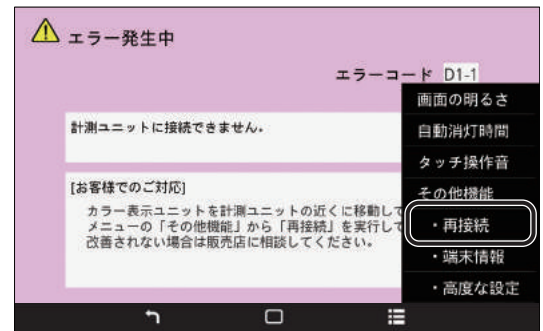 エラー発生中
エラーコード D1-1
計測ユニットに接続できません。
[お客様でのご対応]
カラー表示ユニットを計測ユニットの近くに移動して
メニューの「その他機能」から「再接続」を実行して
改善されない場合は販売店に相談してください。
画面の明るさ
自動消灯時間
タッチ操作音
その他機能
・再接続
・端末情報
・高度な設定